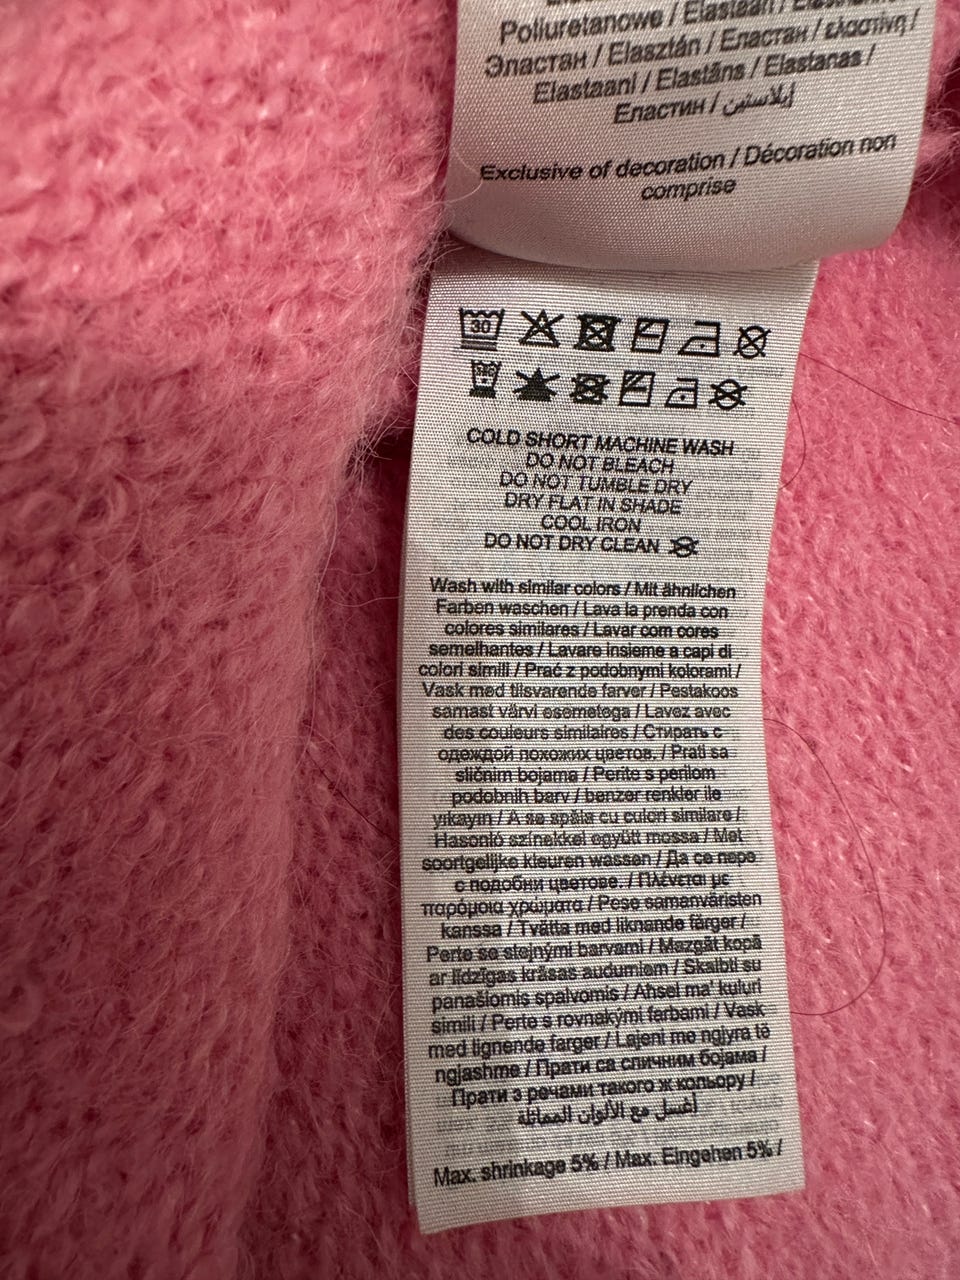 Poliuretanowe / Elastaan / Elastano /
Эластан / Elasztán / Еластан / ελαστίνη /
Elastaani / Elastāns / Elastanas /
Еластин / إيلاستين
Exclusive of decoration / Décoration non
comprise
30
COLD SHORT MACHINE WASH
DO NOT BLEACH
DO NOT TUMBLE DRY
DRY FLAT IN SHADE
COOL IRON
DO NOT DRY CLEAN
Wash with similar colors / Mit ähnlichen
Farben waschen / Lava la prenda con
colores similares / Lavar com cores
semelhantes / Lavare insieme a capi di
colori simili / Prać z podobnymi kolorami /
Vask med tilsvarende farver / Pestakoos
samast värvi esemetega / Lavez avec
des couleurs similaires / Стирать с
одеждой похожих цветов. / Prati sa
sličnim bojama / Perite s perilom
podobnih barv / benzer renkler ile
yıkayın / A se spăla cu culori similare /
Hasonló színekkel együtt mossa / Met
soortgelijke kleuren wassen / Да се пере
с подобни цветове. / Πλένεται με
παρόμοια χρώματα / Pese samanväristen
kanssa / Tvätta med liknande färger /
Perte se stejnými barvami / Mazgāt kopā
ar līdzīgas krāsas audumiem / Skalbti su
panašiomis spalvomis / Aħsel ma' kuluri
simili / Perte s rovnakými farbami / Vask
med lignende farger / Lajeni me ngjyra të
ngjashme / Прати са сличним бојама /
Прати з речами такого ж кольору /
أغسل مع الألوان المماثلة
Max. shrinkage 5% / Max. Eingehen 5% /